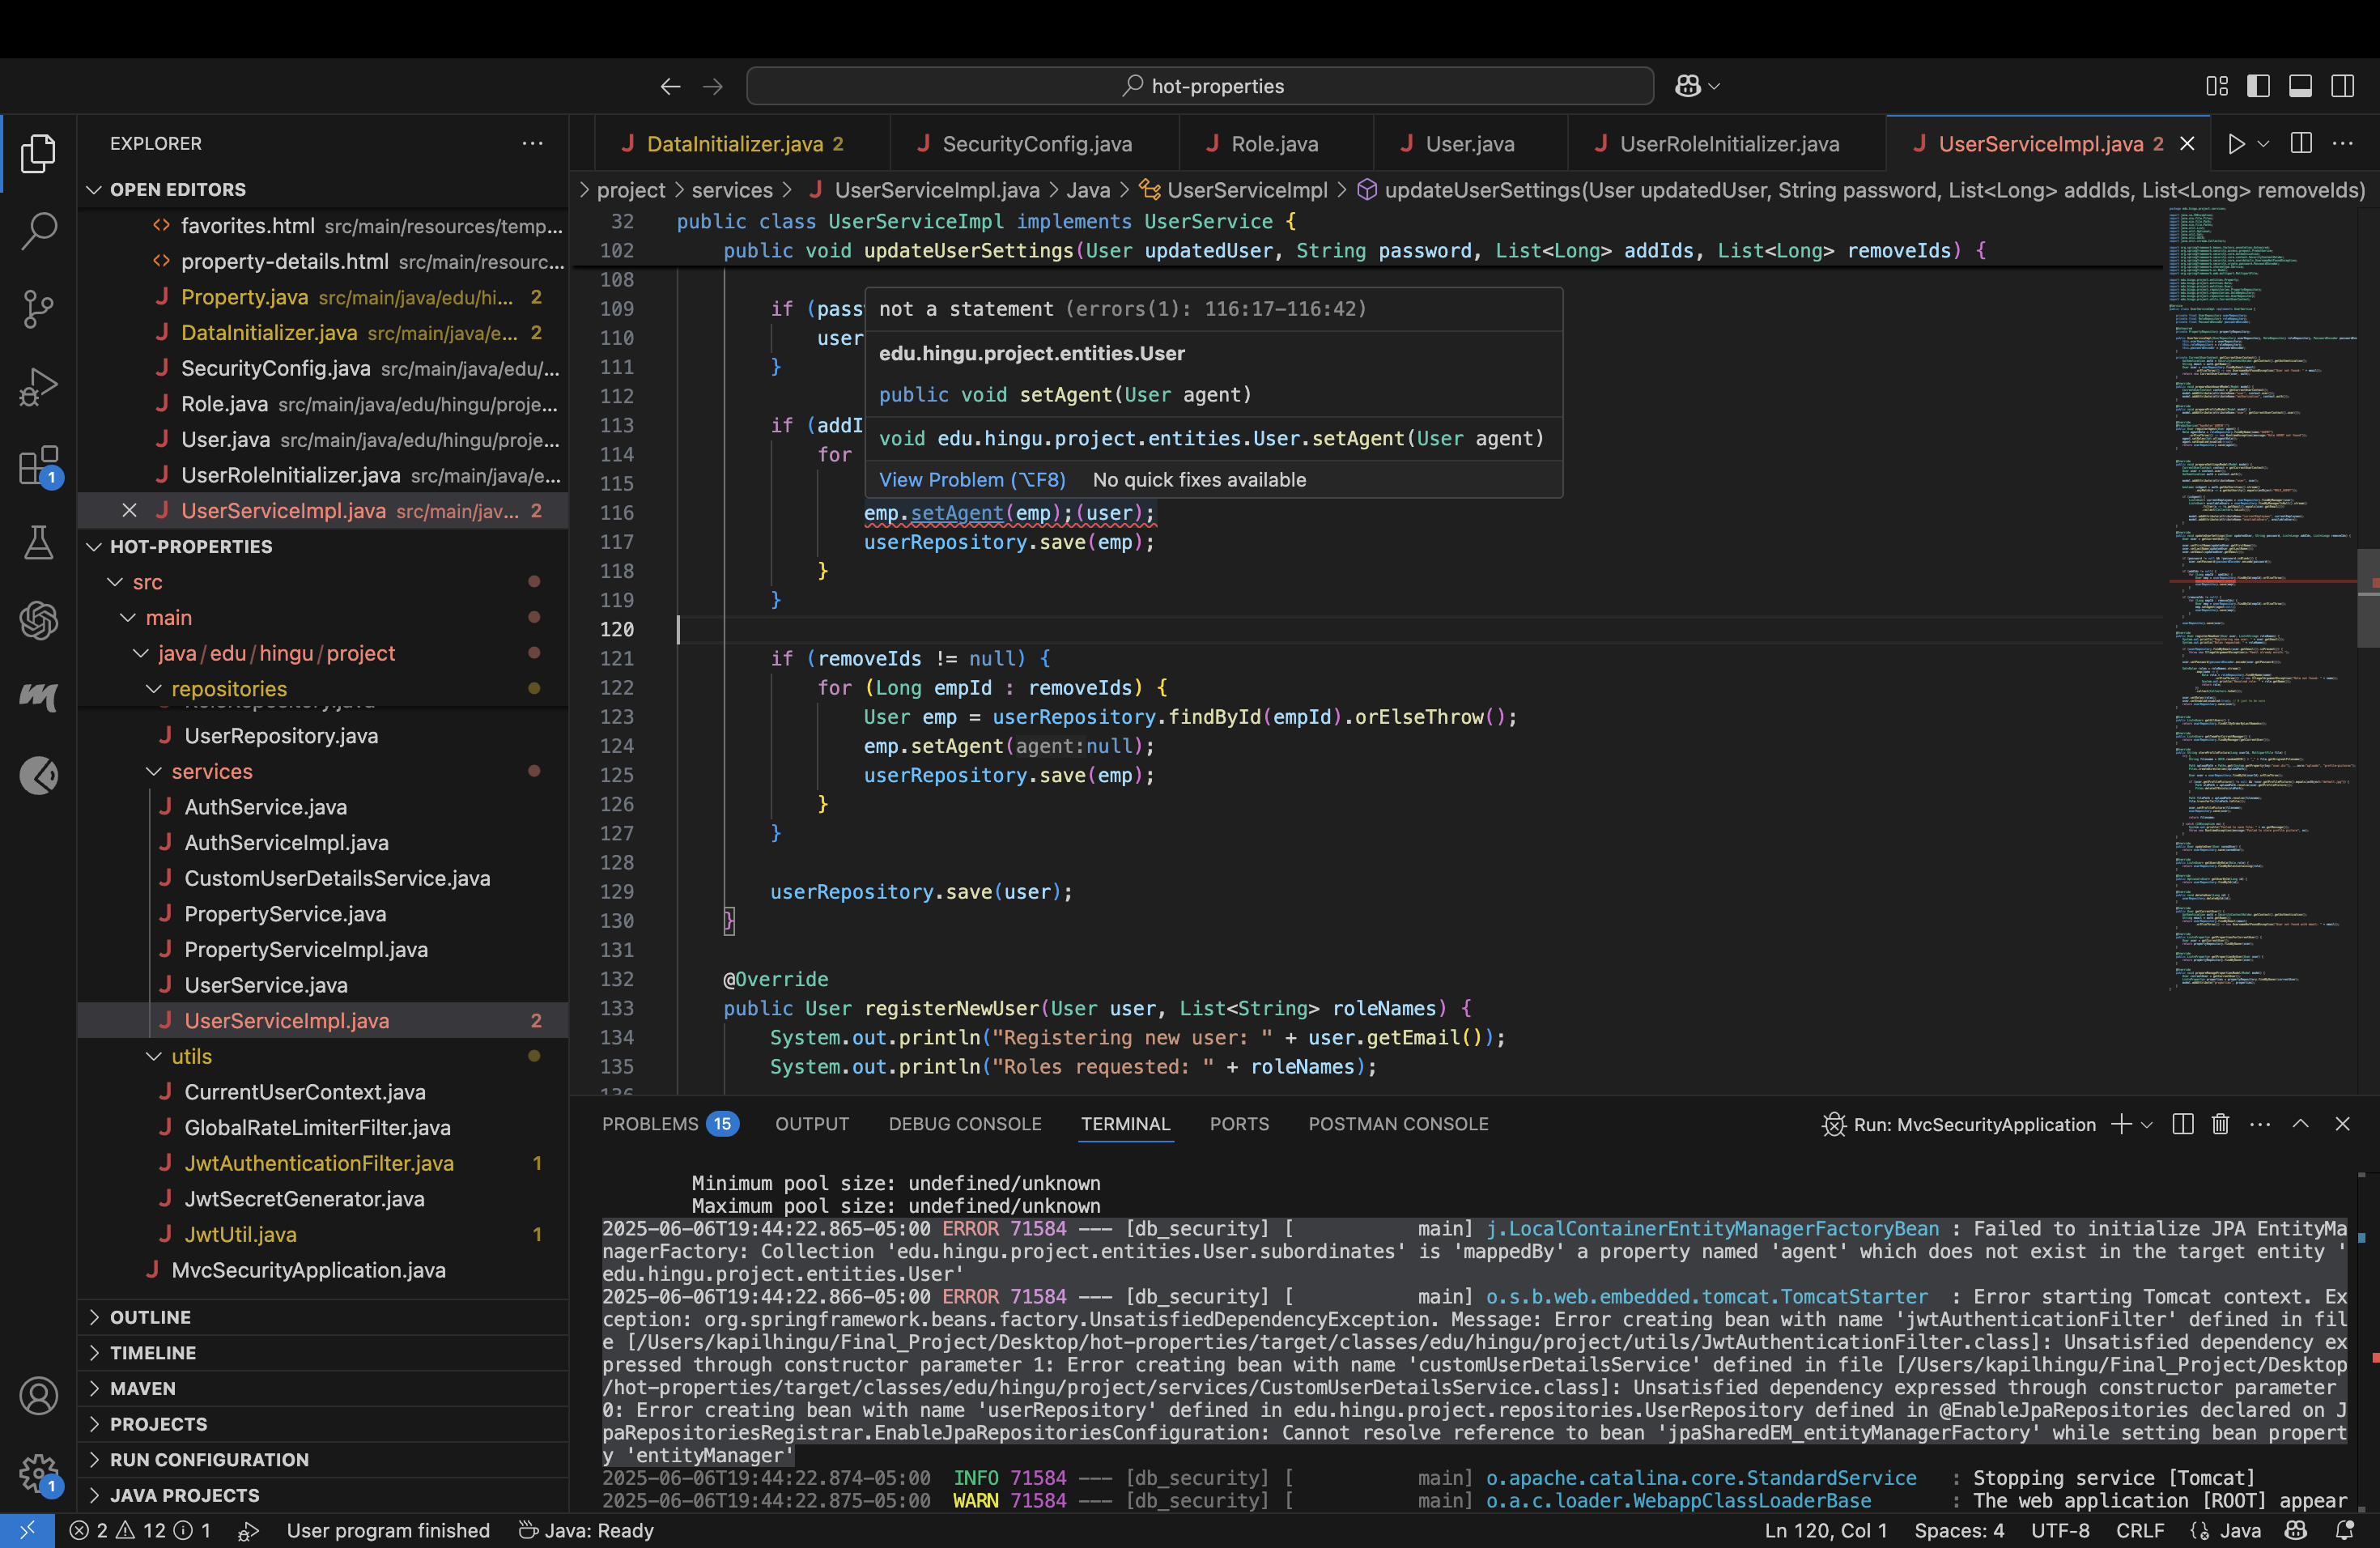 hot-properties
EXPLORER
OPEN EDITORS
favorites.html src/main/resources/temp...
property-details.html src/main/resourc...
Property.java src/main/java/edu/hi... 2
DataInitializer.java src/main/java/e... 2
SecurityConfig.java src/main/java/edu/...
Role.java src/main/java/edu/hingu/proje...
User.java src/main/java/edu/hingu/proje...
UserRoleInitializer.java src/main/java/e...
UserServiceImpl.java src/main/jav... 2
HOT-PROPERTIES
src
main
java/edu/hingu/project
repositories
UserRepository.java
services
AuthService.java
AuthServiceImpl.java
CustomUserDetailsService.java
PropertyService.java
PropertyServiceImpl.java
UserService.java
UserServiceImpl.java 2
utils
CurrentUserContext.java
GlobalRateLimiterFilter.java
JwtAuthenticationFilter.java 1
JwtSecretGenerator.java
JwtUtil.java 1
MvcSecurityApplication.java
OUTLINE
TIMELINE
MAVEN
PROJECTS
RUN CONFIGURATION
JAVA PROJECTS
1
1
DataInitializer.java 2
SecurityConfig.java
Role.java
User.java
UserRoleInitializer.java
UserServiceImpl.java 2
project > services > UserServiceImpl.java > Java > UserServiceImpl > updateUserSettings(User updatedUser, String password, List<Long> addIds, List<Long> removeIds)
32 public class UserServiceImpl implements UserService {
102 public void updateUserSettings(User updatedUser, String password, List<Long> addIds, List<Long> removeIds) {
108
109 if (pass
110 user
111 }
112
113 if (addI
114 for
115
not a statement (errors(1): 116:17-116:42)
edu.hingu.project.entities.User
public void setAgent(User agent)
void edu.hingu.project.entities.User.setAgent(User agent)
View Problem (⌥F8) No quick fixes available
116 emp.setAgent(emp);(user);
117 userRepository.save(emp);
118 }
119 }
120
121 if (removeIds != null) {
122 for (Long empId : removeIds) {
123 User emp = userRepository.findById(empId).orElseThrow();
124 emp.setAgent(agent:null);
125 userRepository.save(emp);
126 }
127 }
128
129 userRepository.save(user);
130 }
131
132 @Override
133 public User registerNewUser(User user, List<String> roleNames) {
134 System.out.println("Registering new user: " + user.getEmail());
135 System.out.println("Roles requested: " + roleNames);
PROBLEMS 15 OUTPUT DEBUG CONSOLE TERMINAL PORTS POSTMAN CONSOLE
Run: MvcSecurityApplication
Minimum pool size: undefined/unknown
Maximum pool size: undefined/unknown
2025-06-06T19:44:22.865-05:00 ERROR 71584 --- [db_security] [ main] j.LocalContainerEntityManagerFactoryBean : Failed to initialize JPA EntityMa
nagerFactory: Collection 'edu.hingu.project.entities.User.subordinates' is 'mappedBy' a property named 'agent' which does not exist in the target entity '
edu.hingu.project.entities.User'
2025-06-06T19:44:22.866-05:00 ERROR 71584 --- [db_security] [ main] o.s.b.web.embedded.tomcat.TomcatStarter : Error starting Tomcat context. Ex
ception: org.springframework.beans.factory.UnsatisfiedDependencyException. Message: Error creating bean with name 'jwtAuthenticationFilter' defined in fil
e [/Users/kapilhingu/Final_Project/Desktop/hot-properties/target/classes/edu/hingu/project/utils/JwtAuthenticationFilter.class]: Unsatisfied dependency ex
pressed through constructor parameter 1: Error creating bean with name 'customUserDetailsService' defined in file [/Users/kapilhingu/Final_Project/Desktop
/hot-properties/target/classes/edu/hingu/project/services/CustomUserDetailsService.class]: Unsatisfied dependency expressed through constructor parameter
0: Error creating bean with name 'userRepository' defined in edu.hingu.project.repositories.UserRepository defined in @EnableJpaRepositories declared on J
paRepositoriesRegistrar.EnableJpaRepositoriesConfiguration: Cannot resolve reference to bean 'jpaSharedEM_entityManagerFactory' while setting bean propert
y 'entityManager'
2025-06-06T19:44:22.874-05:00 INFO 71584 --- [db_security] [ main] o.apache.catalina.core.StandardService : Stopping service [Tomcat]
2025-06-06T19:44:22.875-05:00 WARN 71584 --- [db_security] [ main] o.a.c.loader.WebappClassLoaderBase : The web application [ROOT] appear
2 12 1 User program finished Java: Ready
Ln 120, Col 1 Spaces: 4 UTF-8 CRLF Java